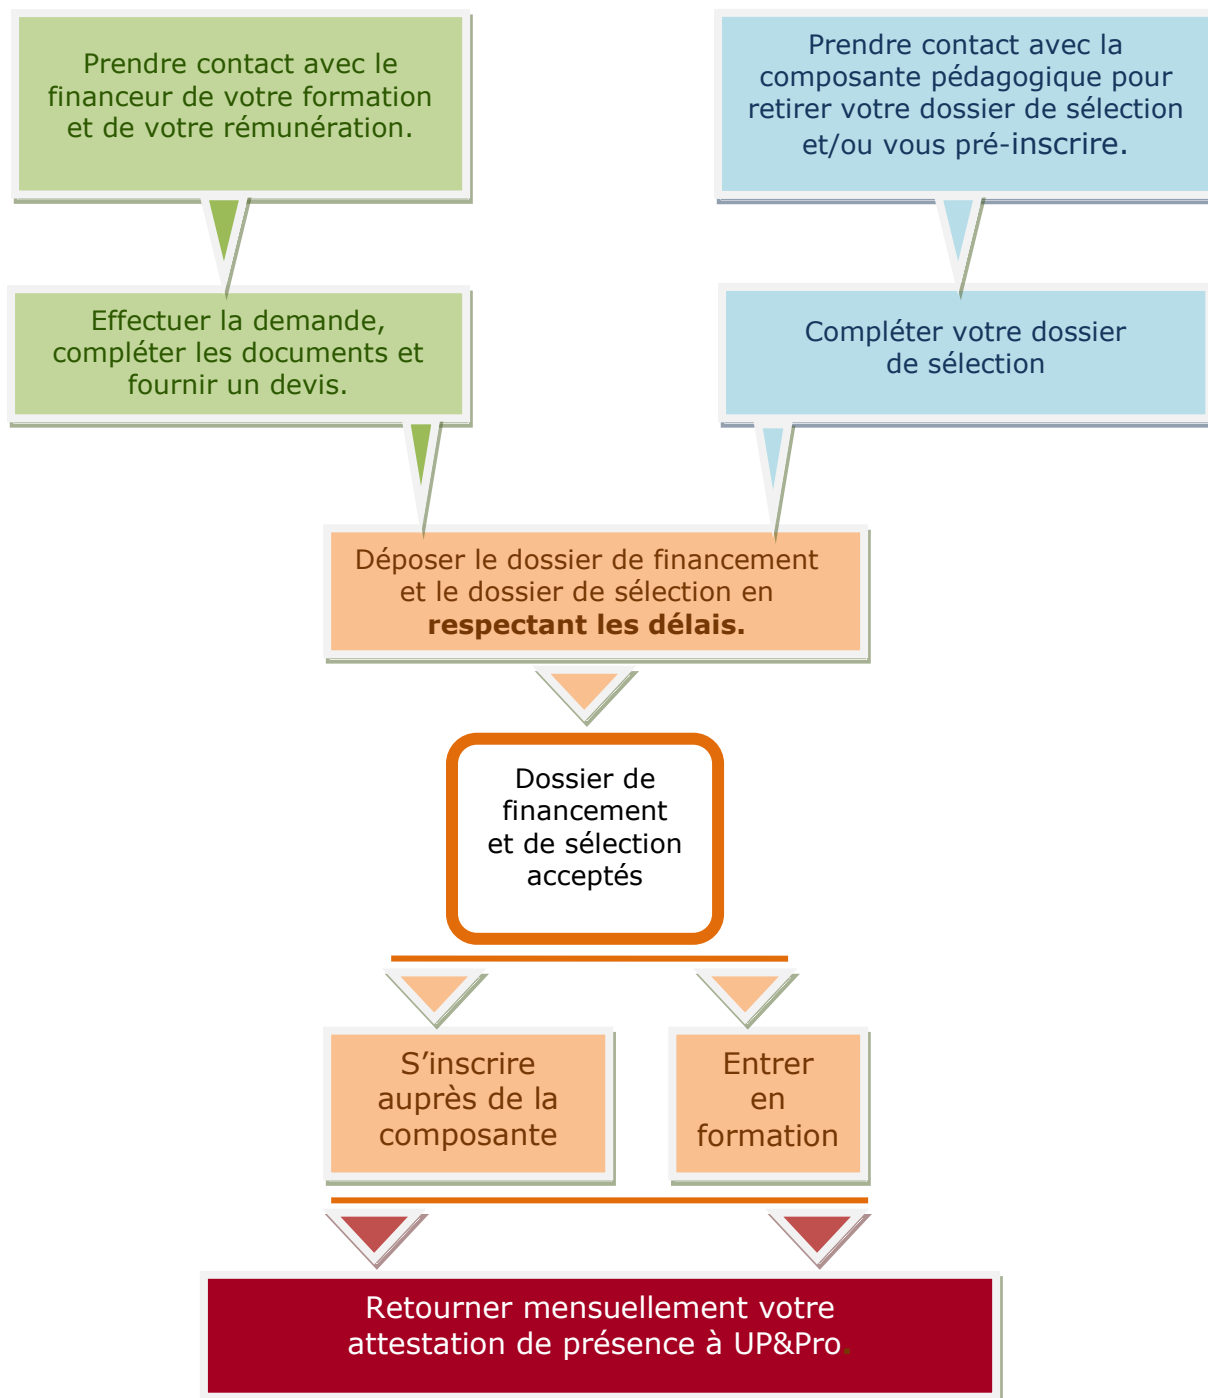 Prendre contact avec le
financeur de votre formation
et de votre rémunération.
Prendre contact avec la
composante pédagogique pour
retirer votre dossier de sélection
et/ou vous pré-inscrire.
Effectuer la demande,
compléter les documents et
fournir un devis.
Compléter votre dossier
de sélection
Déposer le dossier de financement
et le dossier de sélection en
respectant les délais.
Dossier de
financement
et de sélection
acceptés
S’inscrire
auprès de la
composante
Entrer
en
formation
Retourner mensuellement votre
attestation de présence à UP&Pro.